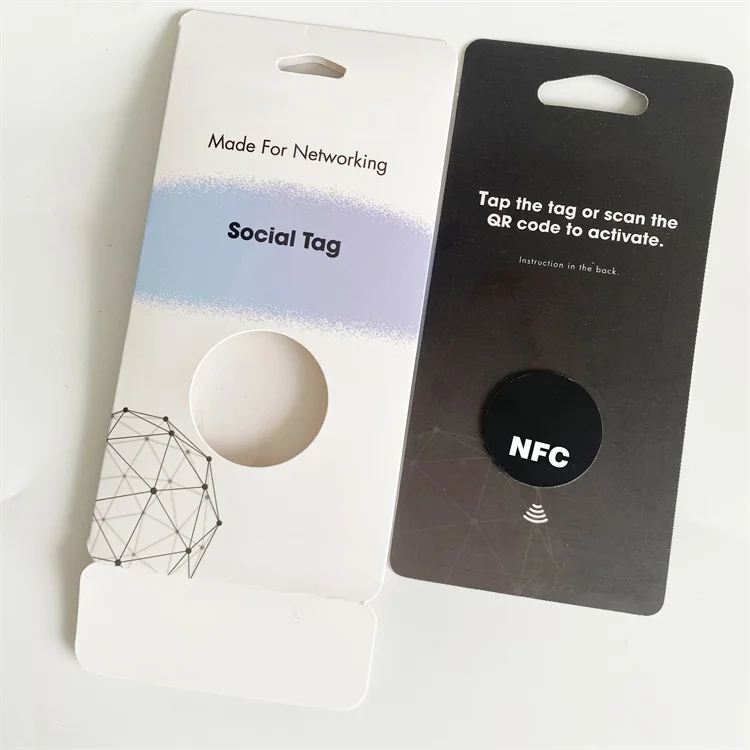 Made For Networking
Social Tag
Tap the tag or scan the
QR code to activate.
Instruction in the back.
NFC